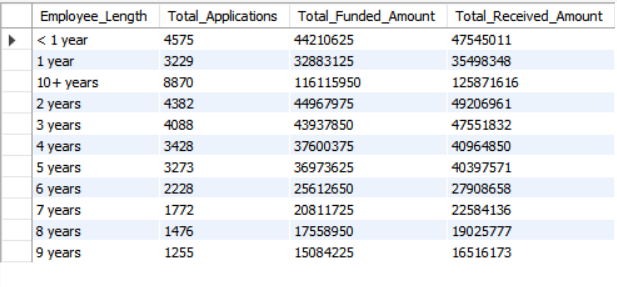 Employee_Length Total_Applications Total_Funded_Amount Total_Received_Amount
< 1 year 4575 44210625 47545011
1 year 3229 32883125 35498348
10+ years 8870 116115950 125871616
2 years 4382 44967975 49206961
3 years 4088 43937850 47551832
4 years 3428 37600375 40964850
5 years 3273 36973625 40397571
6 years 2228 25612650 27908658
7 years 1772 20811725 22584136
8 years 1476 17558950 19025777
9 years 1255 15084225 16516173